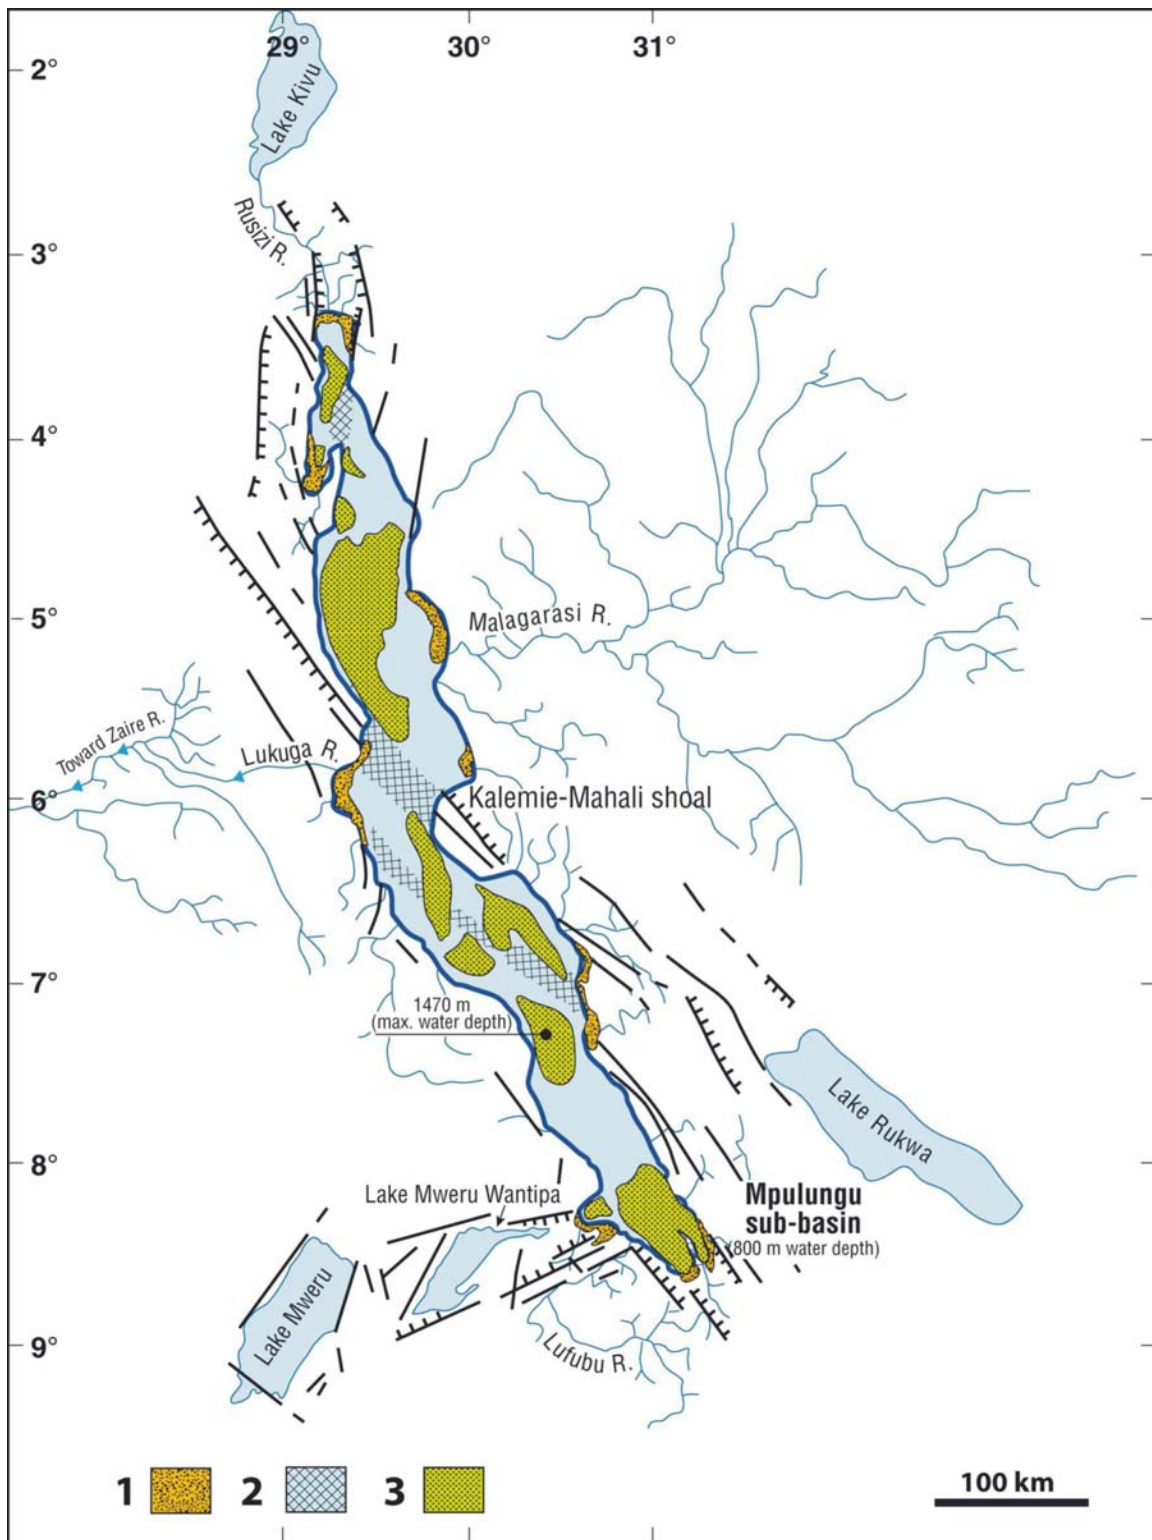 29° 30° 31°
2°
Lake Kivu
Rusizi R.
3°
4°
5°
Malagarasi R.
Toward Zaire R.
Lukuga R.
6°
Kalemie-Mahali shoal
7°
1470 m
(max. water depth)
Lake Rukwa
8°
Lake Mweru Wantipa
Mpulungu
sub-basin
(800 m water depth)
Lake Mweru
9°
Lufubu R.
1 2 3
100 km